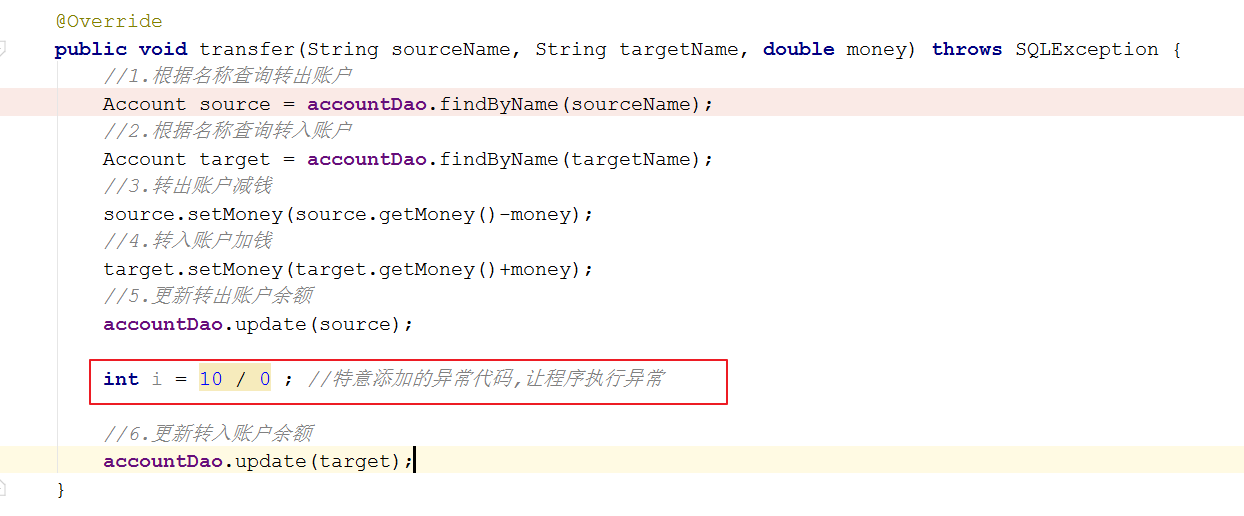 @Override
public void transfer(String sourceName, String targetName, double money) throws SQLException {
//1.根据名称查询转出账户
Account source = accountDao.findByName(sourceName);
//2.根据名称查询转入账户
Account target = accountDao.findByName(targetName);
//3.转出账户减钱
source.setMoney(source.getMoney()-money);
//4.转入账户加钱
target.setMoney(target.getMoney()+money);
//5.更新转出账户余额
accountDao.update(source);
int i = 10 / 0 ; //特意添加的异常代码,让程序执行异常
//6.更新转入账户余额
accountDao.update(target);
}